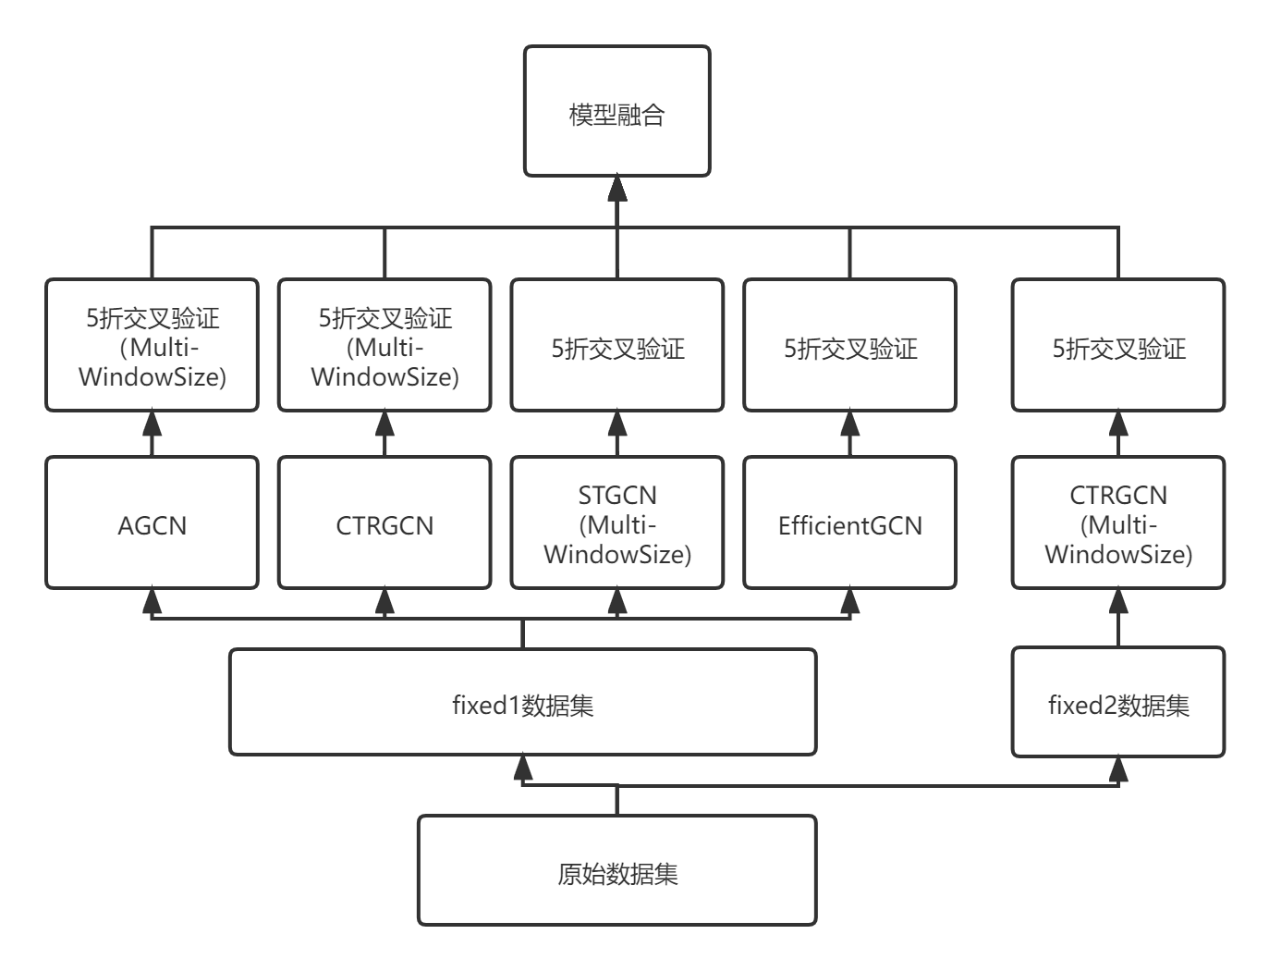 模型融合
5折交叉验证
（Multi-
WindowSize)
5折交叉验证
(Multi-
WindowSize)
5折交叉验证
5折交叉验证
5折交叉验证
AGCN
CTRGCN
STGCN
(Multi-
WindowSize)
EfficientGCN
CTRGCN
(Multi-
WindowSize)
fixed1数据集
fixed2数据集
原始数据集